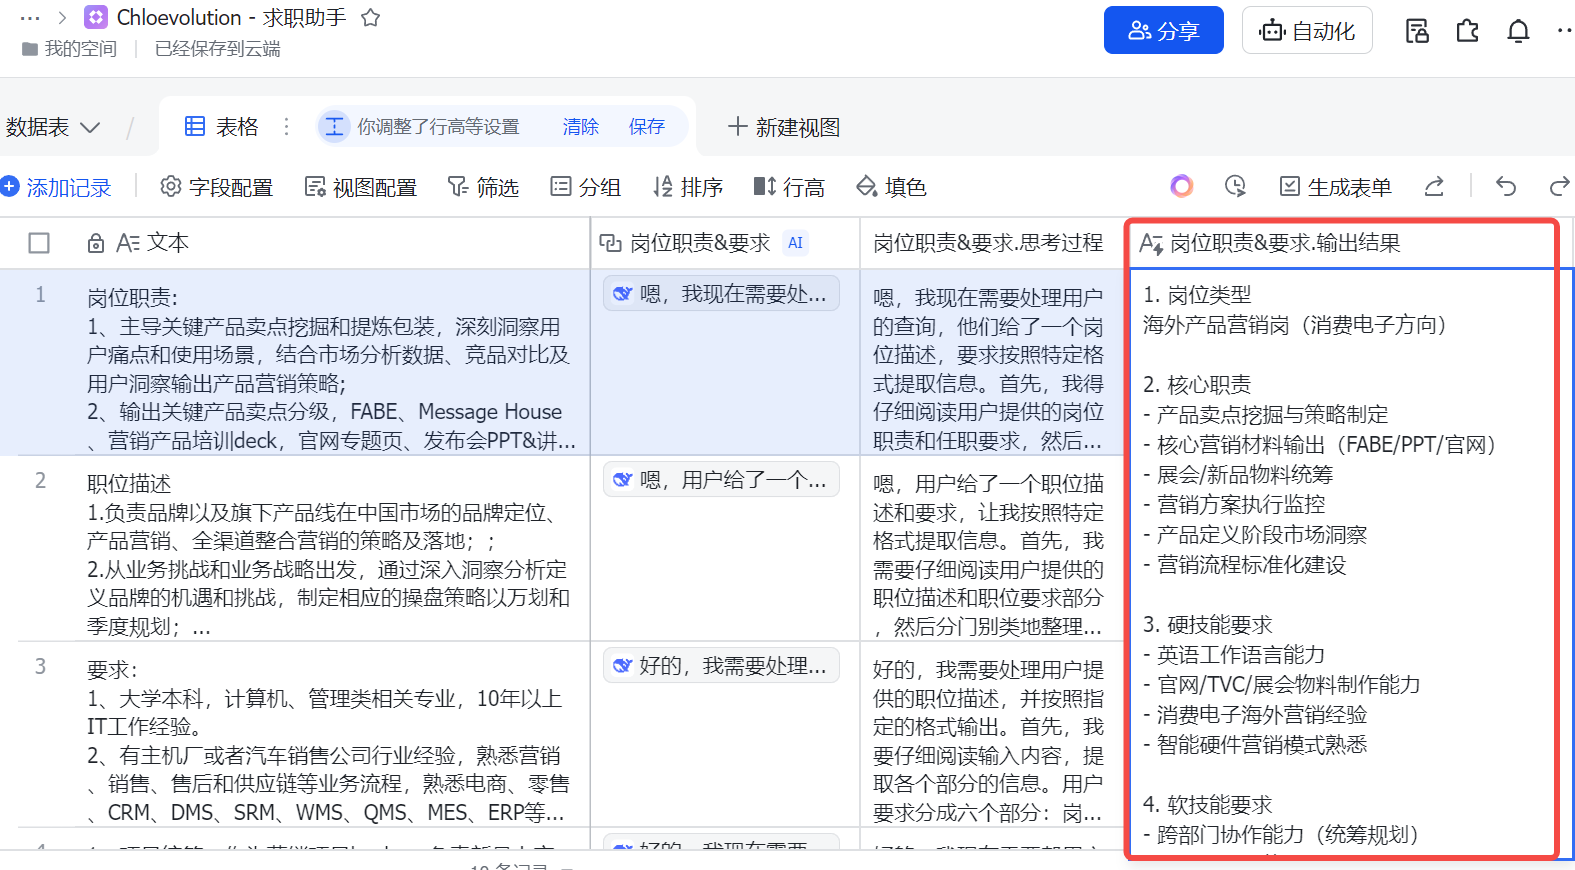 Chloevolution - 求职助手
我的空间
已经保存到云端
分享
自动化
数据表
表格
你调整了行高等设置
清除
保存
新建视图
添加记录
字段配置
视图配置
筛选
分组
排序
行高
填色
生成表单
文本
岗位职责&要求 AI
岗位职责&要求.思考过程
岗位职责&要求.输出结果
1
岗位职责:
1、主导关键产品卖点挖掘和提炼包装，深刻洞察用
户痛点和使用场景，结合市场分析数据、竞品对比及
用户洞察输出产品营销策略;
2、输出关键产品卖点分级，FABE、Message House
、营销产品培训deck，官网专题页、发布会PPT&讲...
嗯，我现在需要处...
嗯，我现在需要处理用户
的查询，他们给了一个岗
位描述，要求按照特定格
式提取信息。首先，我得
仔细阅读用户提供的岗位
职责和任职要求，然后...
1. 岗位类型
海外产品营销岗（消费电子方向）
2. 核心职责
- 产品卖点挖掘与策略制定
- 核心营销材料输出（FABE/PPT/官网）
- 展会/新品物料统筹
- 营销方案执行监控
- 产品定义阶段市场洞察
- 营销流程标准化建设
3. 硬技能要求
- 英语工作语言能力
- 官网/TVC/展会物料制作能力
- 消费电子海外营销经验
- 智能硬件营销模式熟悉
4. 软技能要求
- 跨部门协作能力（统筹规划）
2
职位描述
1.负责品牌以及旗下产品线在中国市场的品牌定位、
产品营销、全渠道整合营销的策略及落地；;
2.从业务挑战和业务战略出发，通过深入洞察分析定
义品牌的机遇和挑战，制定相应的操盘策略以万划和
季度规划；...
嗯，用户给了一个...
嗯，用户给了一个职位描
述和要求，让我按照特定
格式提取信息。首先，我
需要仔细阅读用户提供的
职位描述和职位要求部分
，然后分门别类地整理...
3
要求:
1、大学本科，计算机、管理类相关专业，10年以上
IT工作经验。
2、有主机厂或者汽车销售公司行业经验，熟悉营销
、销售、售后和供应链等业务流程，熟悉电商、零售
、CRM、DMS、SRM、WMS、QMS、MES、ERP等...
好的，我需要处理...
好的，我需要处理用户提
供的职位描述，并按照指
定的格式输出。首先，我
要仔细阅读输入内容，提
取各个部分的信息。用户
要求分成六个部分：岗...